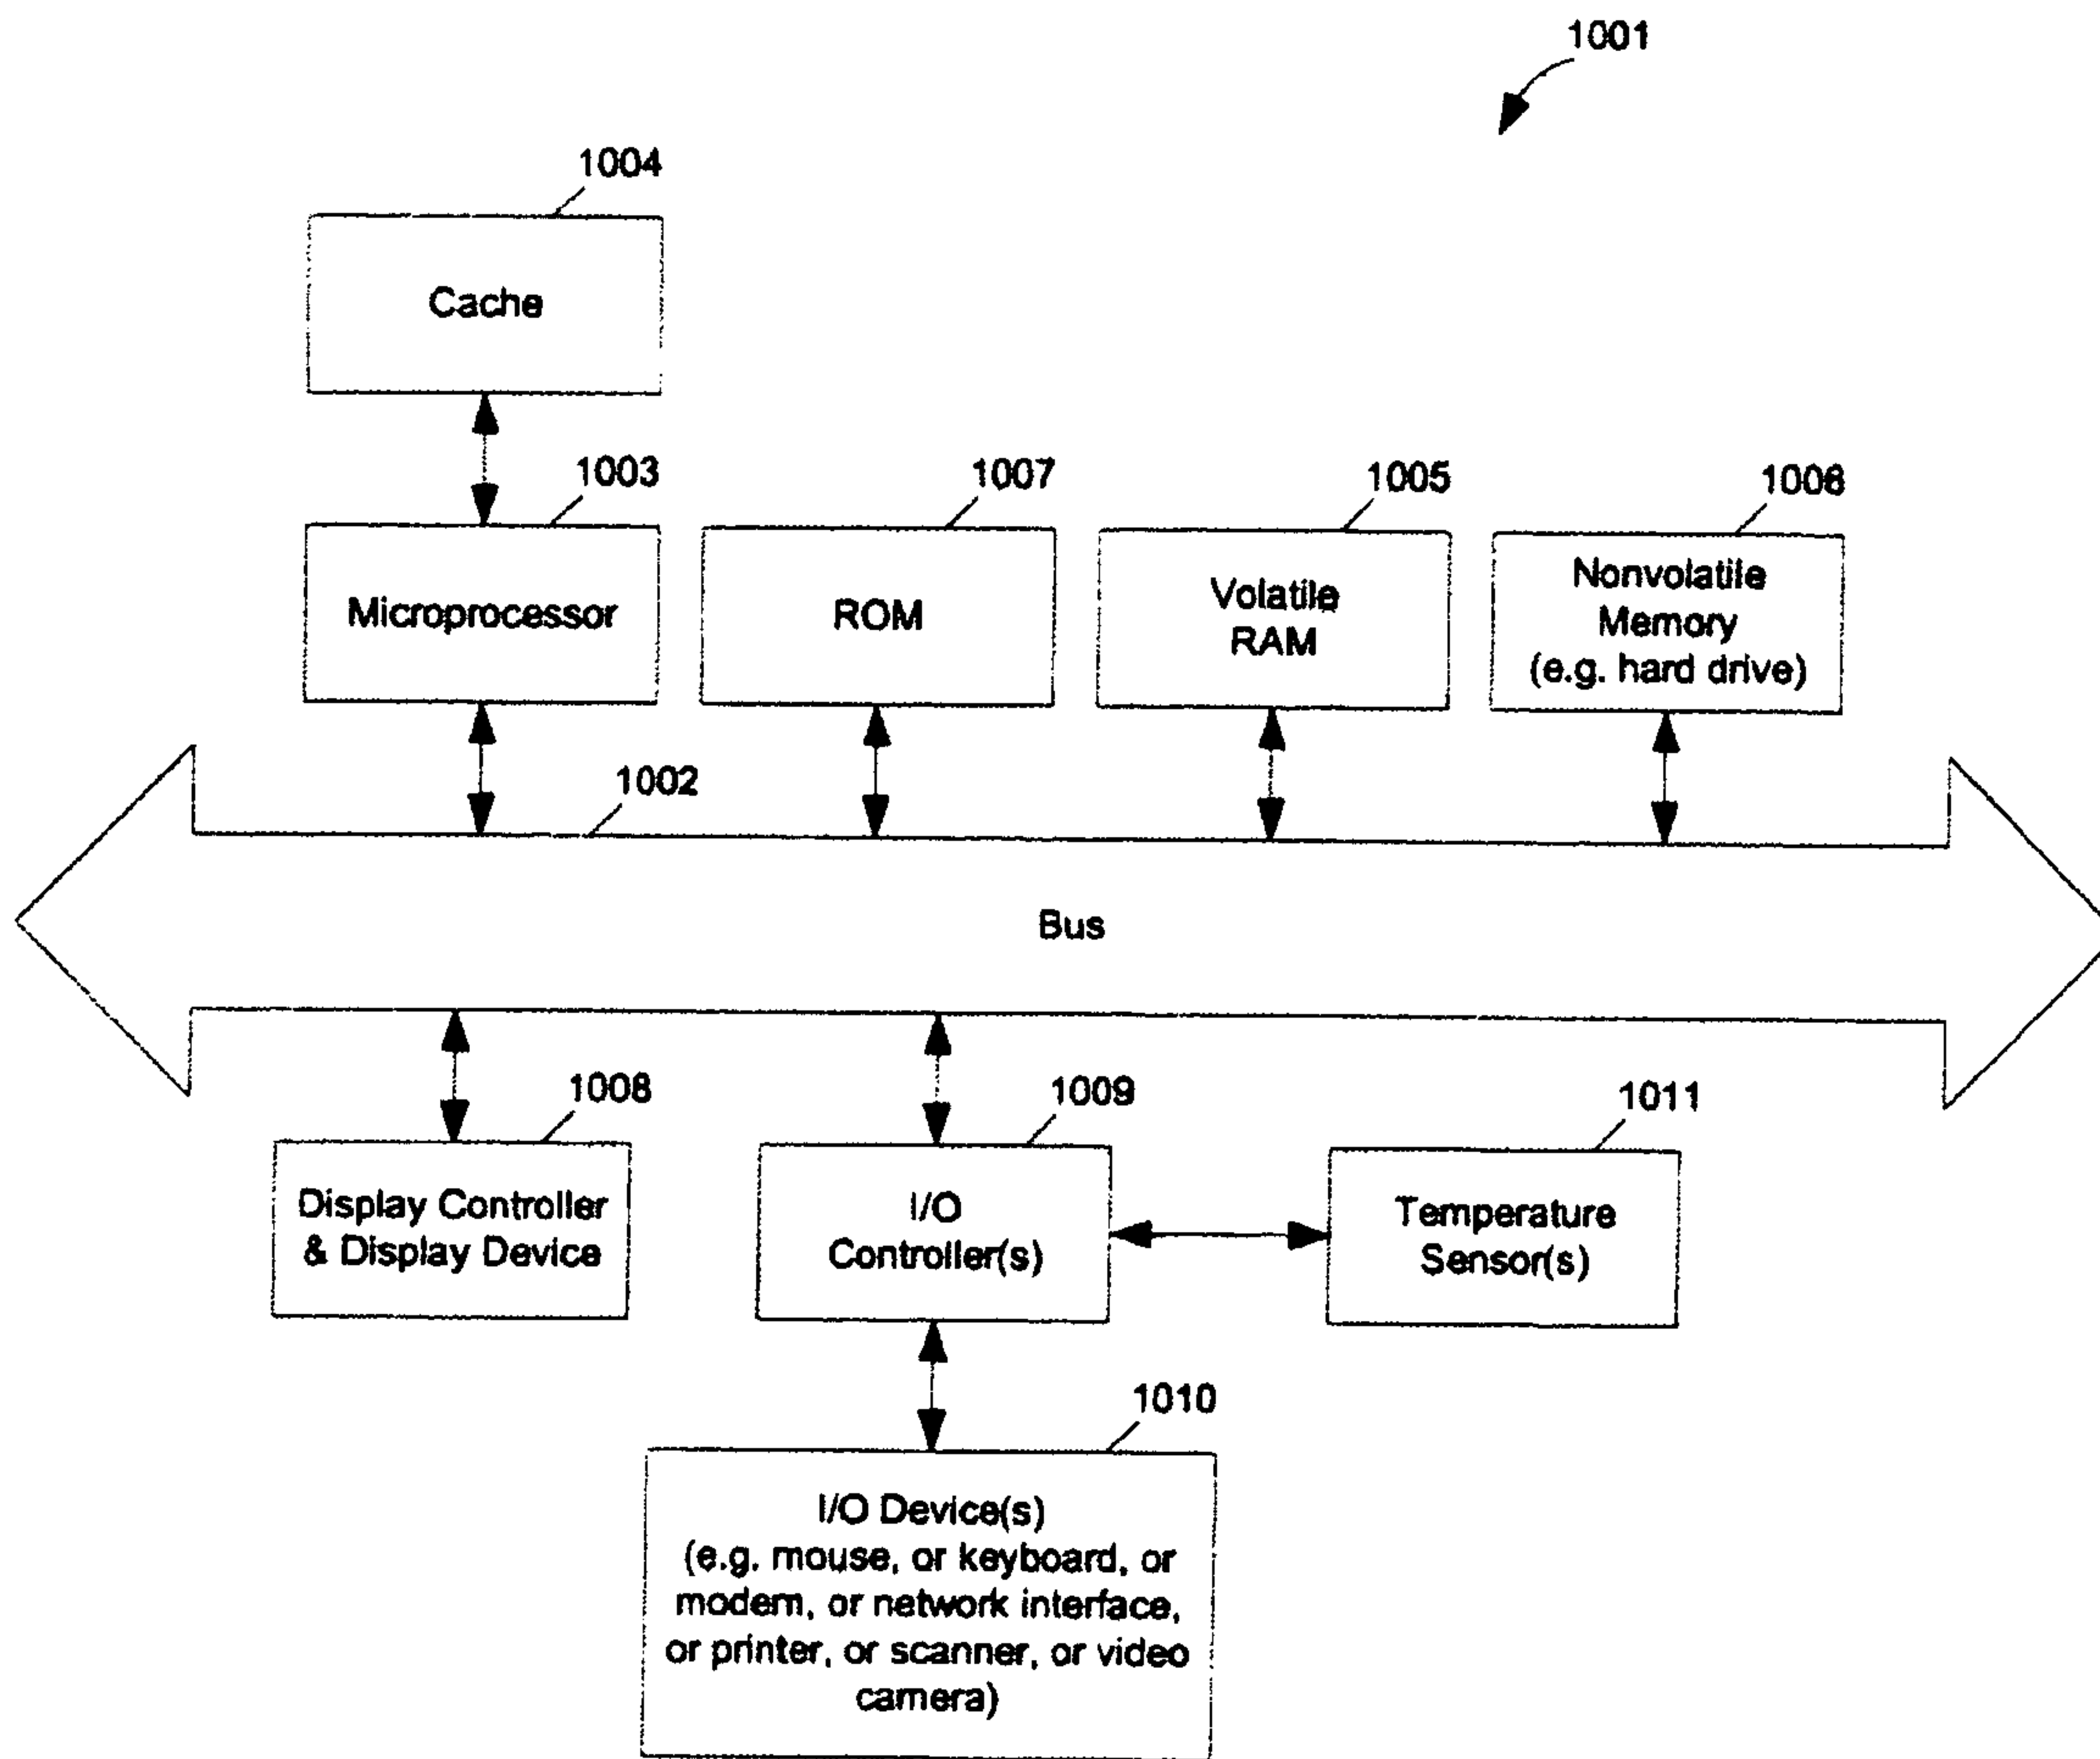 1001
1004
Cache
1003
1007
1005
1006
Microprocessor
ROM
Volatile
RAM
Nonvolatile
Memory
(e.g. hard drive)
1002
Bus
1008
1009
1011
Display Controller
& Display Device
I/O
Controller(s)
Temperature
Sensor(s)
1010
I/O Device(s)
(e.g. mouse, or keyboard, or
modem, or network interface,
or printer, or scanner, or video
camera)